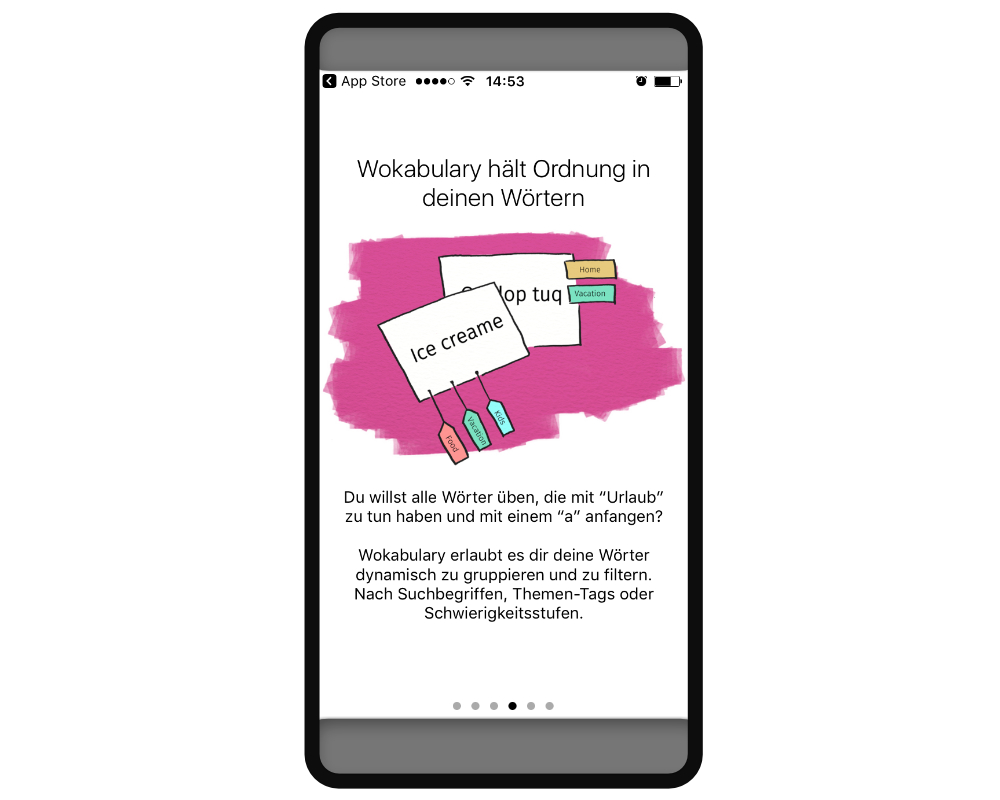 App Store 14:53
Wokabulary hält Ordnung in
deinen Wörtern
Home
lop tuq
Vacation
Ice creame
Food
Vacation
Kids
Du willst alle Wörter üben, die mit “Urlaub”
zu tun haben und mit einem “a” anfangen?
Wokabulary erlaubt es dir deine Wörter
dynamisch zu gruppieren und zu filtern.
Nach Suchbegriffen, Themen-Tags oder
Schwierigkeitsstufen.